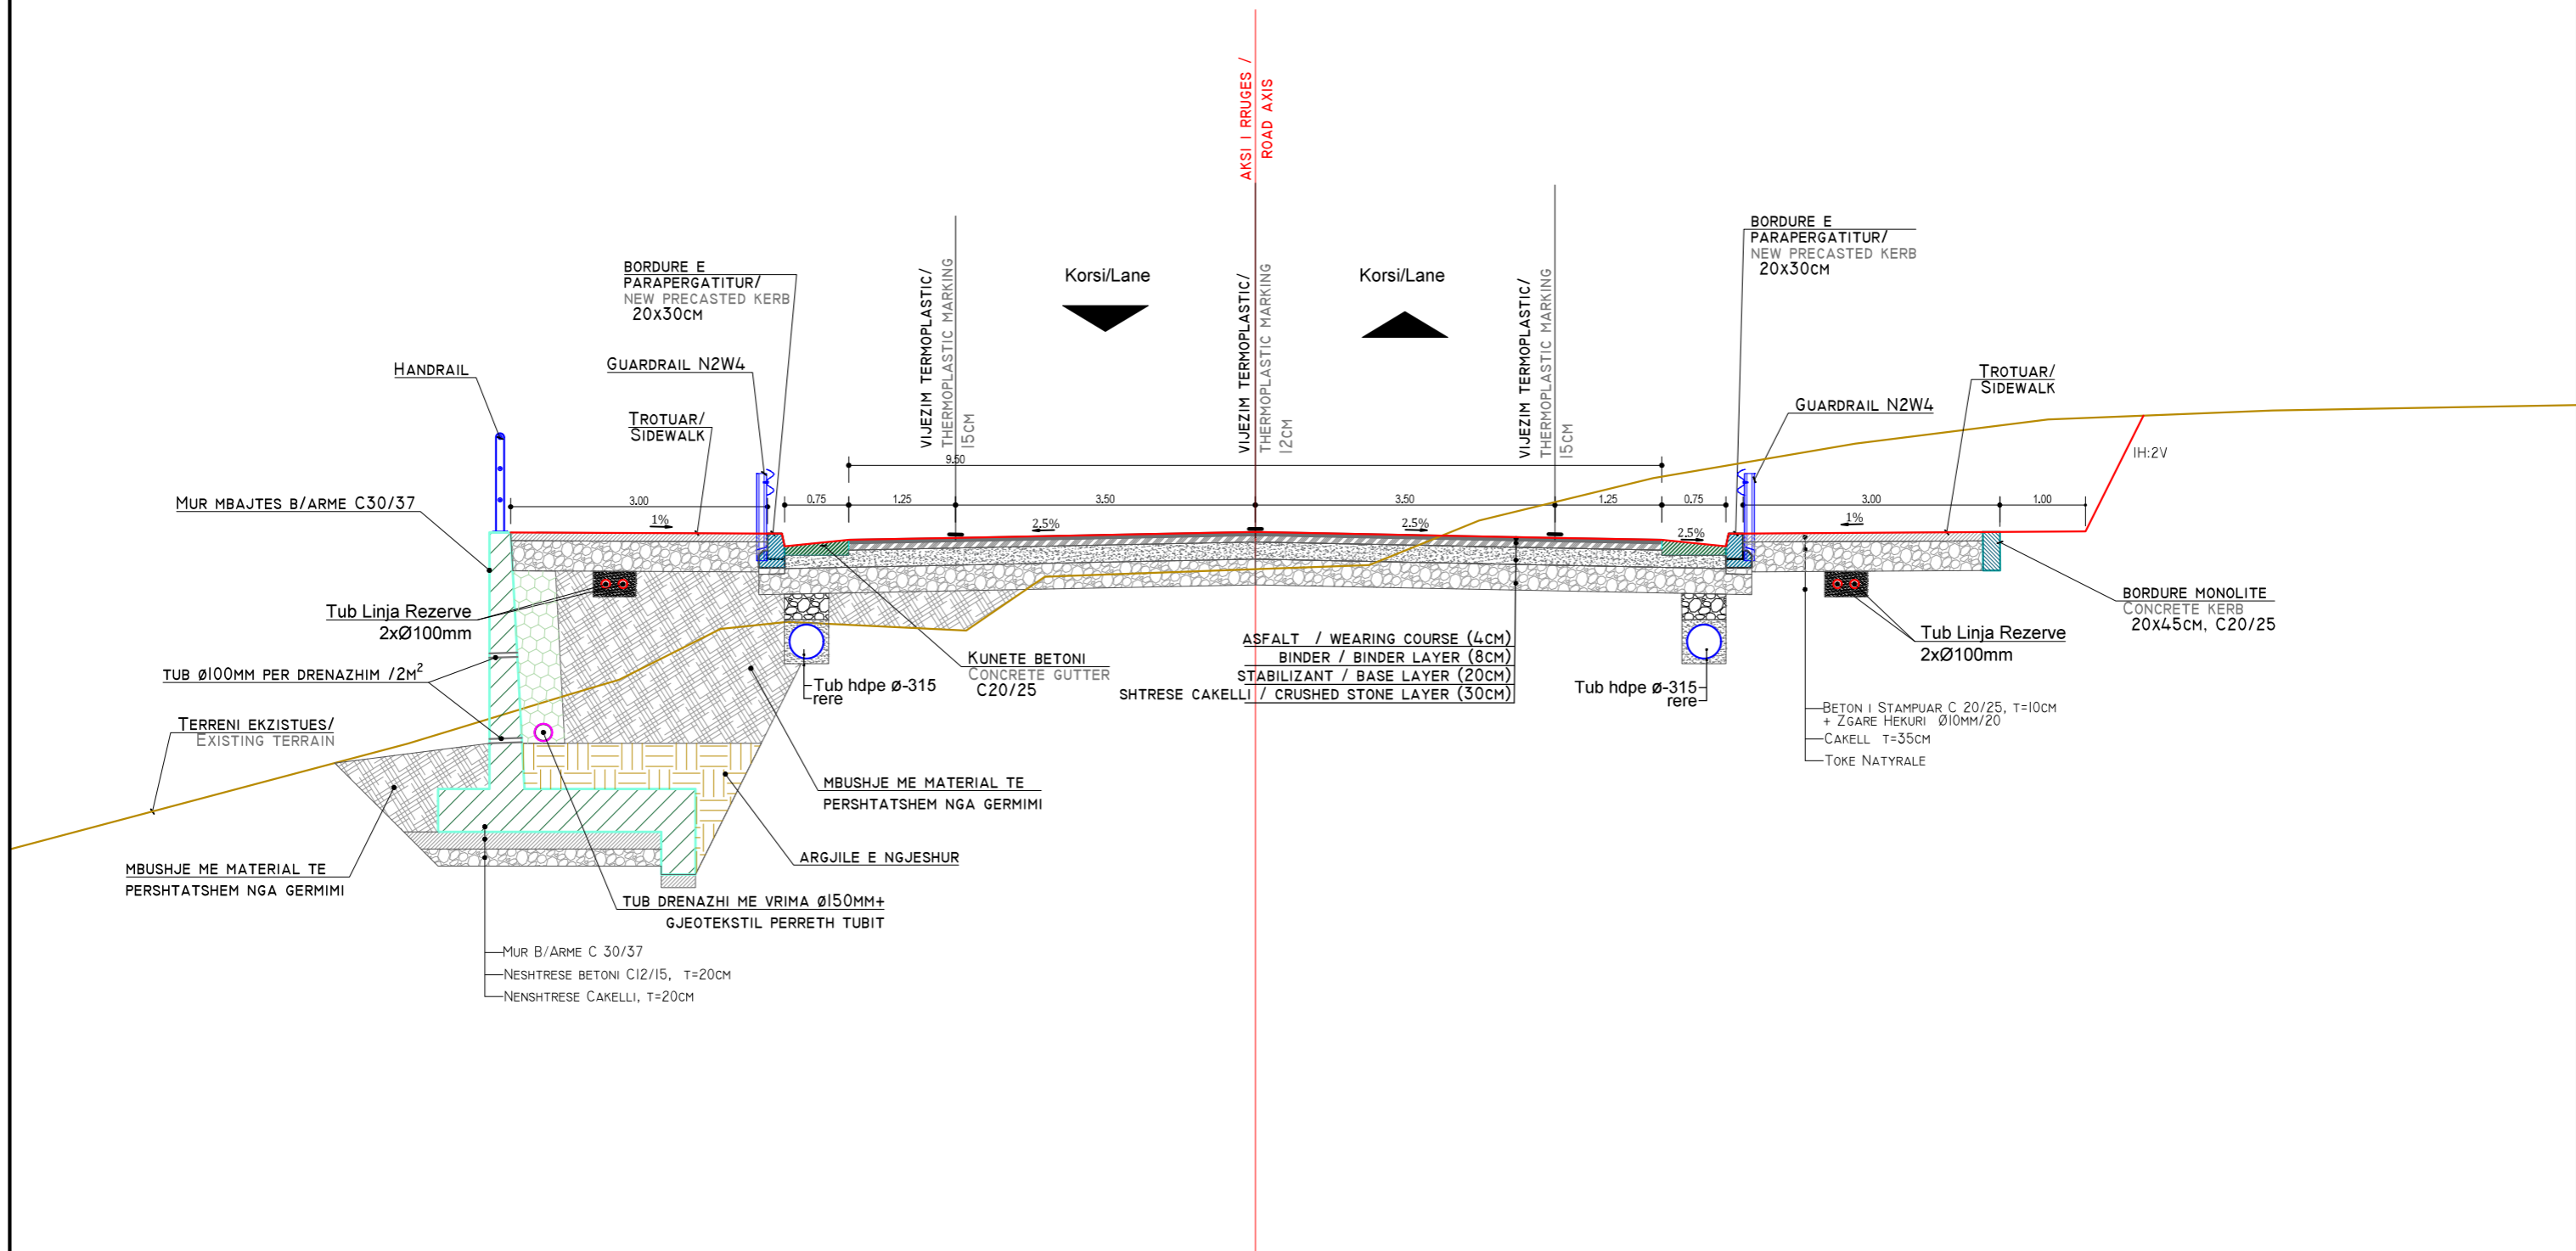 AKSI I RRUGES /
ROAD AXIS
BORDURE E
PARAPERGATITUR/
NEW PRECASTED KERB
20X30CM
BORDURE E
PARAPERGATITUR/
NEW PRECASTED KERB
20X30CM
VIJEZIM TERMOPLASTIC/
THERMOPLASTIC MARKING
15CM
Korsi/Lane
VIJEZIM TERMOPLASTIC/
THERMOPLASTIC MARKING
12CM
Korsi/Lane
VIJEZIM TERMOPLASTIC/
THERMOPLASTIC MARKING
15CM
HANDRAIL
GUARDRAIL N2W4
TROTUAR/
SIDEWALK
TROTUAR/
SIDEWALK
GUARDRAIL N2W4
1H:2V
9.50
3.00
0.75
1.25
3.50
3.50
1.25
0.75
3.00
1.00
1%
2.5%
2.5%
2.5%
1%
MUR MBAJTES B/ARME C30/37
Tub Linja Rezerve
2xØ100mm
TUB Ø100MM PER DRENAZHIM /2M²
TERRENI EKZISTUES/
EXISTING TERRAIN
MBUSHJE ME MATERIAL TE
PERSHTATSHEM NGA GERMIMI
Tub hdpe ø-315
rere
KUNETE BETONI
CONCRETE GUTTER
C20/25
ASFALT / WEARING COURSE (4CM)
BINDER / BINDER LAYER (8CM)
STABILIZANT / BASE LAYER (20CM)
SHTRESE CAKELLI / CRUSHED STONE LAYER (30CM)
Tub hdpe ø-315
rere
BORDURE MONOLITE
CONCRETE KERB
20X45CM, C20/25
Tub Linja Rezerve
2xØ100mm
BETON I STAMPUAR C 20/25, T=10CM
+ ZGARE HEKURI Ø10MM/20
CAKELL T=35CM
TOKE NATYRALE
MBUSHJE ME MATERIAL TE
PERSHTATSHEM NGA GERMIMI
ARGJILE E NGJESHUR
TUB DRENAZHI ME VRIMA Ø150MM+
GJEOTEKSTIL PERRETH TUBIT
MUR B/ARME C 30/37
NESHTRESE BETONI C12/15, T=20CM
NENSHTRESE CAKELLI, T=20CM